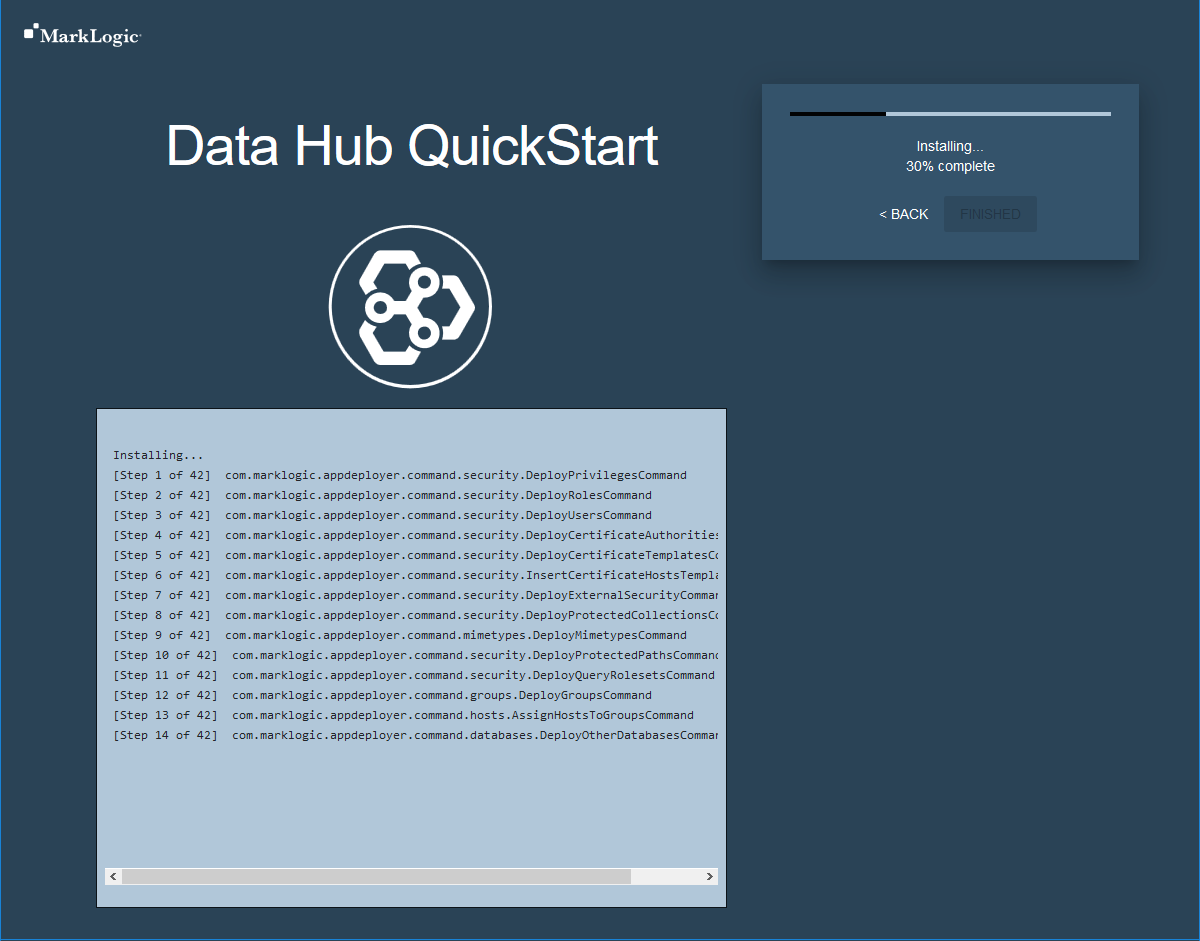 MarkLogic
Data Hub QuickStart
Installing...
30% complete
< BACK
FINISHED
Installing...
[Step 1 of 42]  com.marklogic.appdeployer.command.security.DeployPrivilegesCommand
[Step 2 of 42]  com.marklogic.appdeployer.command.security.DeployRolesCommand
[Step 3 of 42]  com.marklogic.appdeployer.command.security.DeployUsersCommand
[Step 4 of 42]  com.marklogic.appdeployer.command.security.DeployCertificateAuthorities
[Step 5 of 42]  com.marklogic.appdeployer.command.security.DeployCertificateTemplatesCo
[Step 6 of 42]  com.marklogic.appdeployer.command.security.InsertCertificateHostsTempla
[Step 7 of 42]  com.marklogic.appdeployer.command.security.DeployExternalSecurityComman
[Step 8 of 42]  com.marklogic.appdeployer.command.security.DeployProtectedCollectionsCo
[Step 9 of 42]  com.marklogic.appdeployer.command.mimetypes.DeployMimetypesCommand
[Step 10 of 42]  com.marklogic.appdeployer.command.security.DeployProtectedPathsCommand
[Step 11 of 42]  com.marklogic.appdeployer.command.security.DeployQueryRolesetsCommand
[Step 12 of 42]  com.marklogic.appdeployer.command.groups.DeployGroupsCommand
[Step 13 of 42]  com.marklogic.appdeployer.command.hosts.AssignHostsToGroupsCommand
[Step 14 of 42]  com.marklogic.appdeployer.command.databases.DeployOtherDatabasesComman